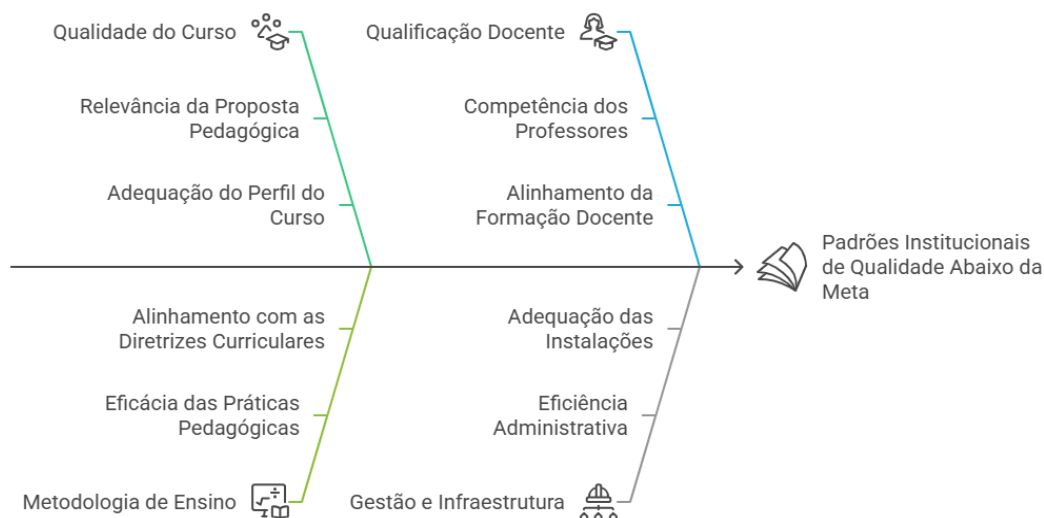 Qualidade do Curso
Relevância da Proposta
Pedagógica
Adequação do Perfil do
Curso
Qualificação Docente
Competência dos
Professores
Alinhamento da
Formação Docente
Padrões Institucionais
de Qualidade Abaixo da
Meta
Alinhamento com as
Diretrizes Curriculares
Eficácia das Práticas
Pedagógicas
Metodologia de Ensino
Adequação das
Instalações
Eficiência
Administrativa
Gestão e Infraestrutura